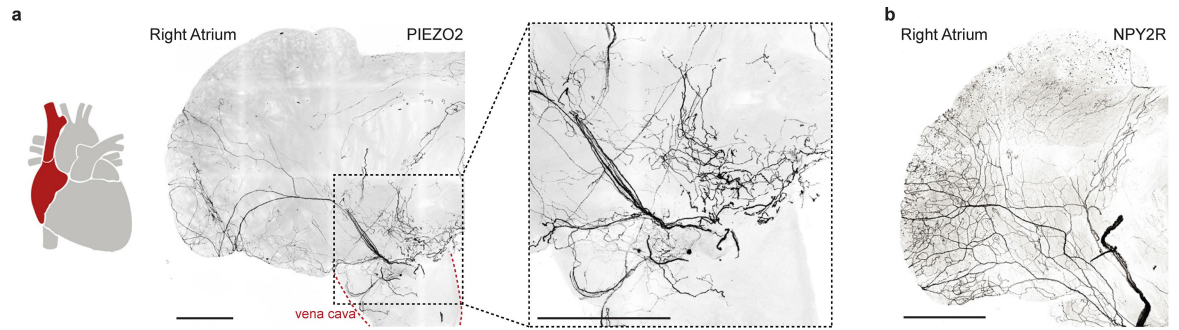 a
Right Atrium
PIEZO2
vena cava
b
Right Atrium
NPY2R